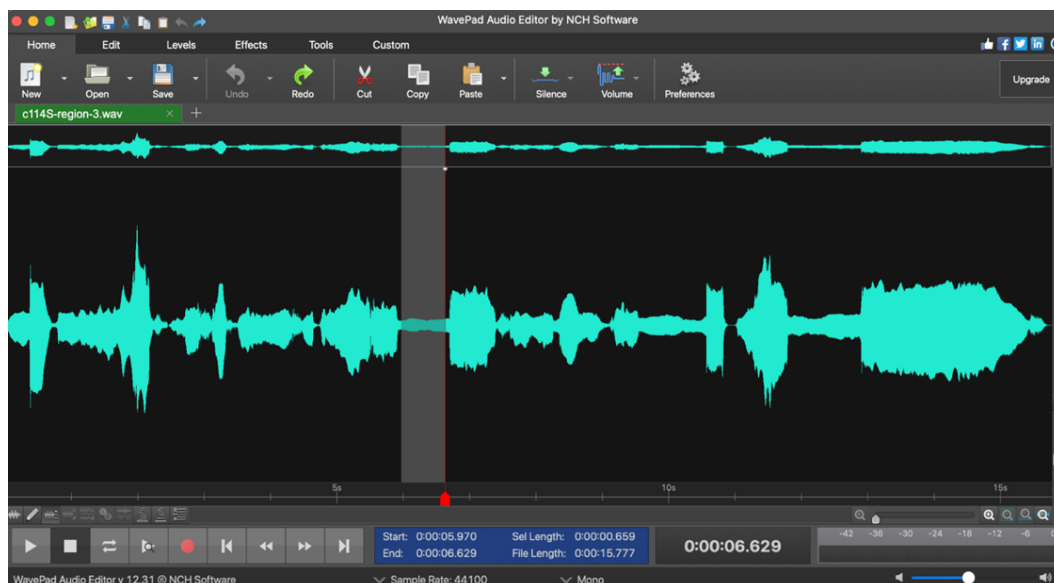 WavePad Audio Editor by NCH Software
Home Edit Levels Effects Tools Custom
New Open Save Undo Redo Cut Copy Paste Silence Volume Preferences Upgrade
c114S-region-3.wav × +
5s 10s 15s
Start: 0:00:05.970 Sel Length: 0:00:00.659
End: 0:00:06.629 File Length: 0:00:15.777
0:00:06.629
-42 -36 -30 -24 -18 -12 -6 0
WavePad Audio Editor v 12.31 © NCH Software Sample Rate: 44100 Mono